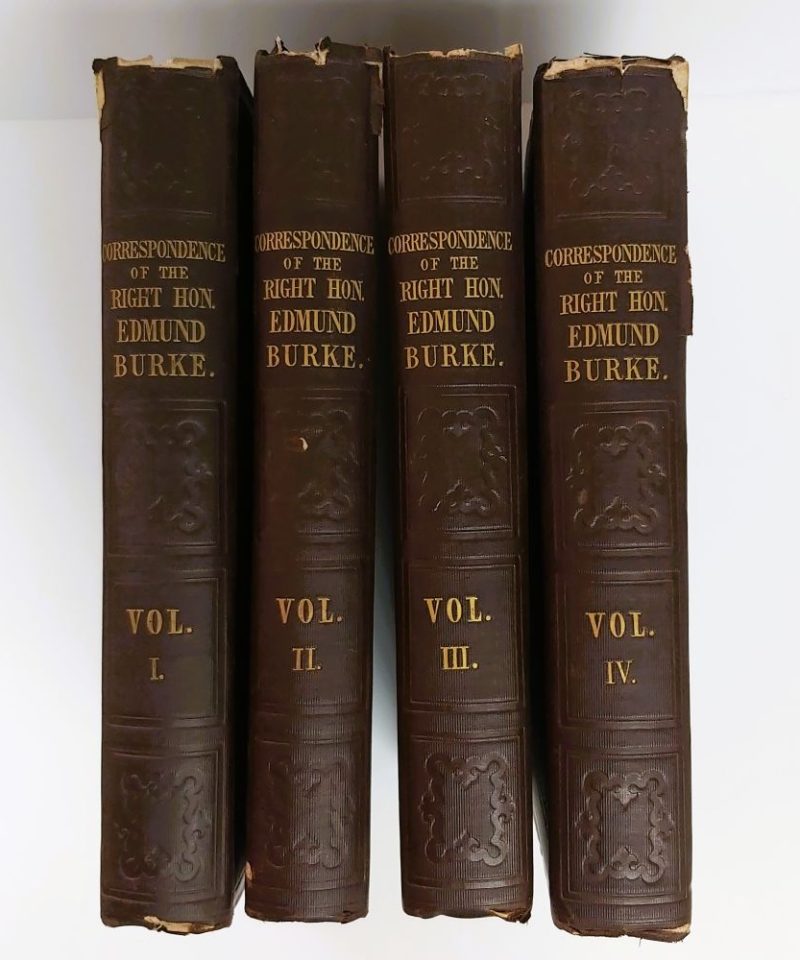 CORRESPONDENCE
OF THE
RIGHT HON.
EDMUND
BURKE.
VOL.
I.
CORRESPONDENCE
OF THE
RIGHT HON.
EDMUND
BURKE.
VOL.
II.
CORRESPONDENCE
OF THE
RIGHT HON.
EDMUND
BURKE.
VOL.
III.
CORRESPONDENCE
OF THE
RIGHT HON.
EDMUND
BURKE.
VOL.
IV.